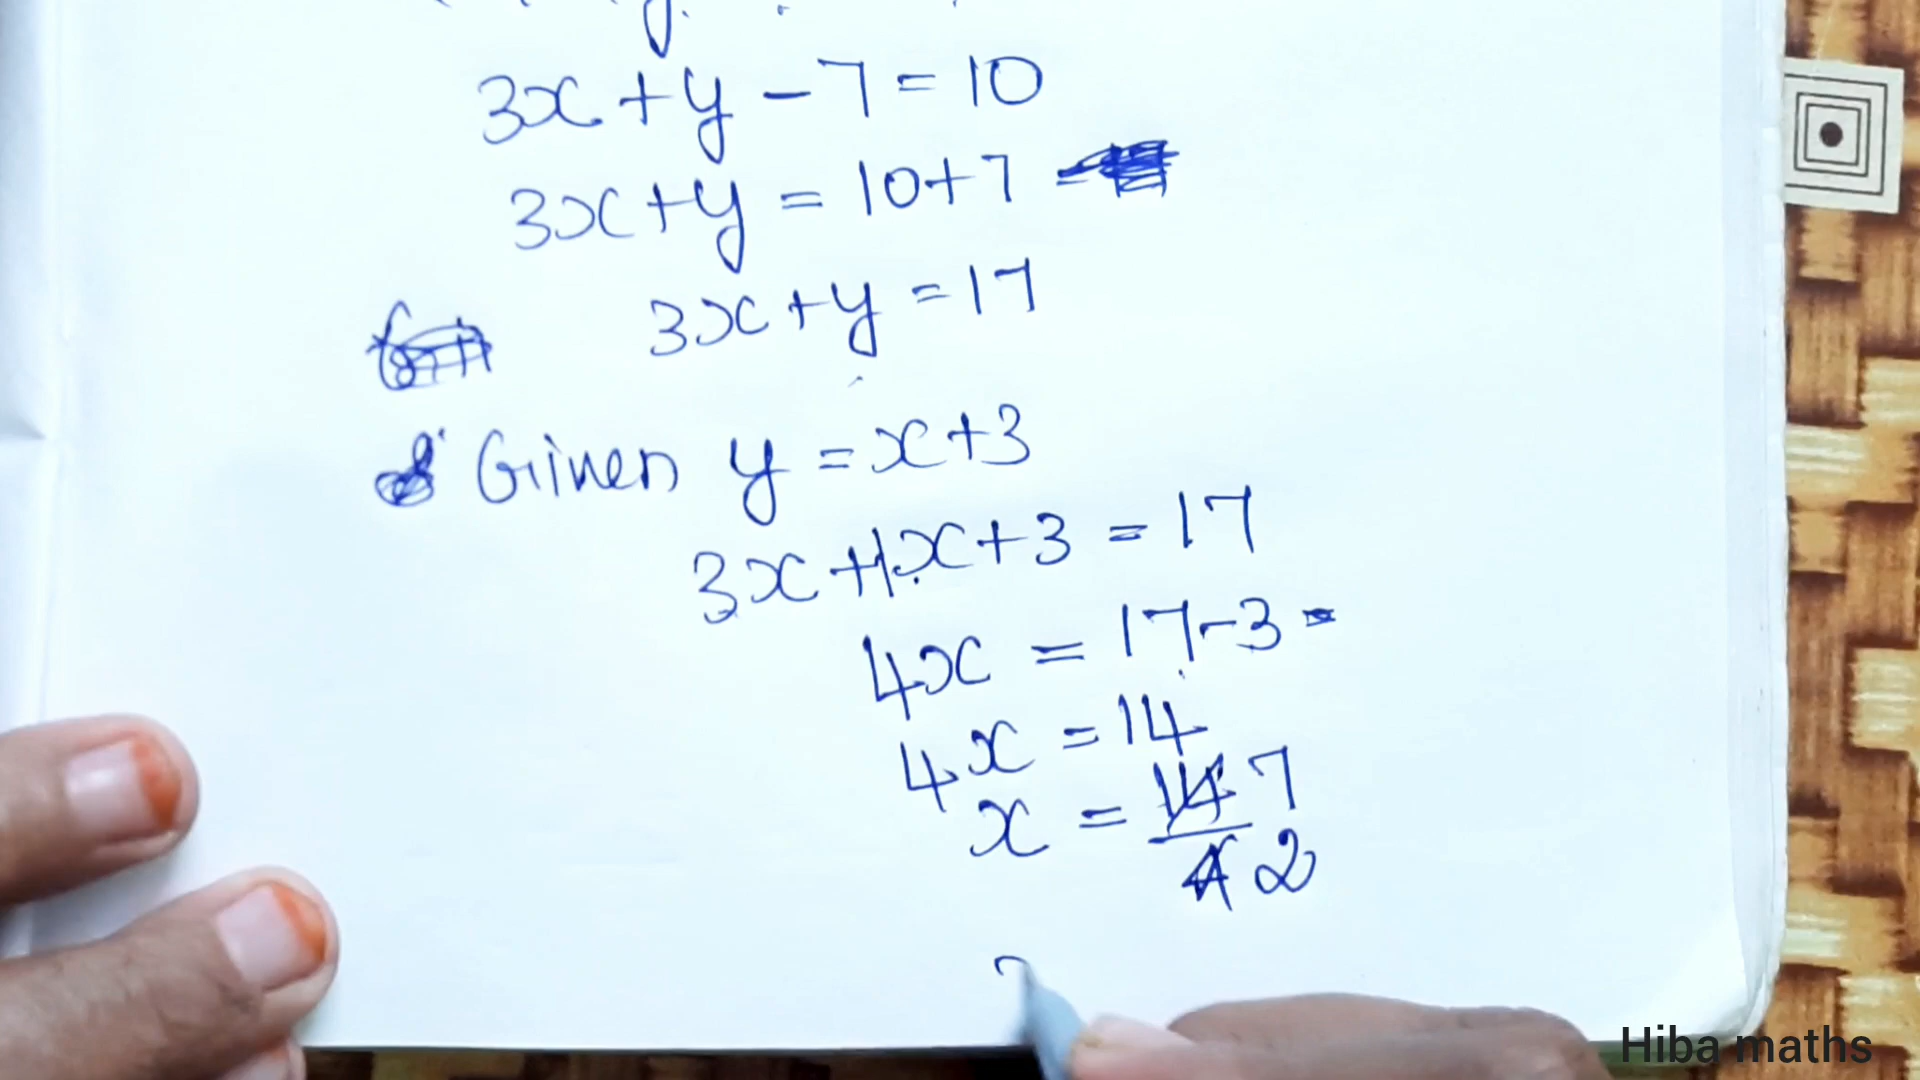 3x + y - 7 = 10
3x + y = 10 + 7
3x + y = 17
Given y = x + 3
3x + 1x + 3 = 17
4x = 17 - 3
4x = 14
x = 14/4 7/2
Hiba maths